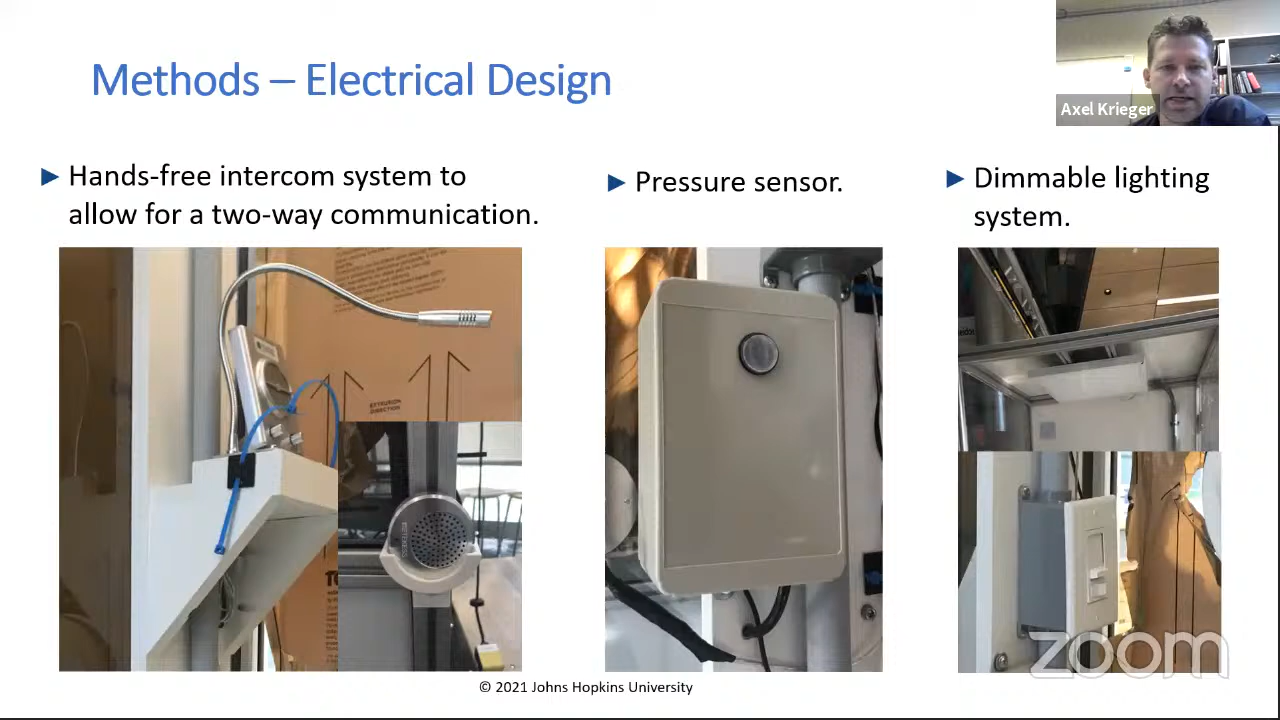 Methods – Electrical Design
Axel Krieger
► Hands-free intercom system to
allow for a two-way communication.
► Pressure sensor.
► Dimmable lighting
system.
EXTRUSION
DIRECTION
zoom
© 2021 Johns Hopkins University